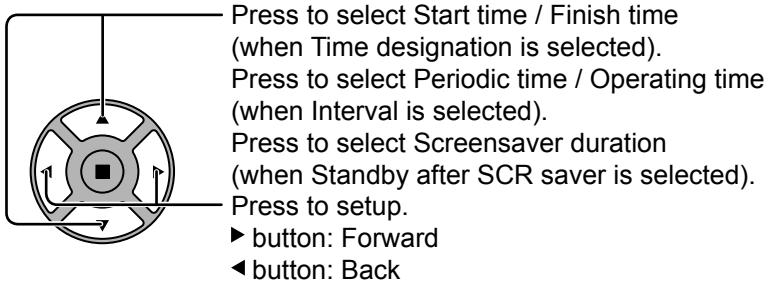 Press to select Start time / Finish time
(when Time designation is selected).
Press to select Periodic time / Operating time
(when Interval is selected).
Press to select Screensaver duration
(when Standby after SCR saver is selected).
Press to setup.
▶ button: Forward
◀ button: Back